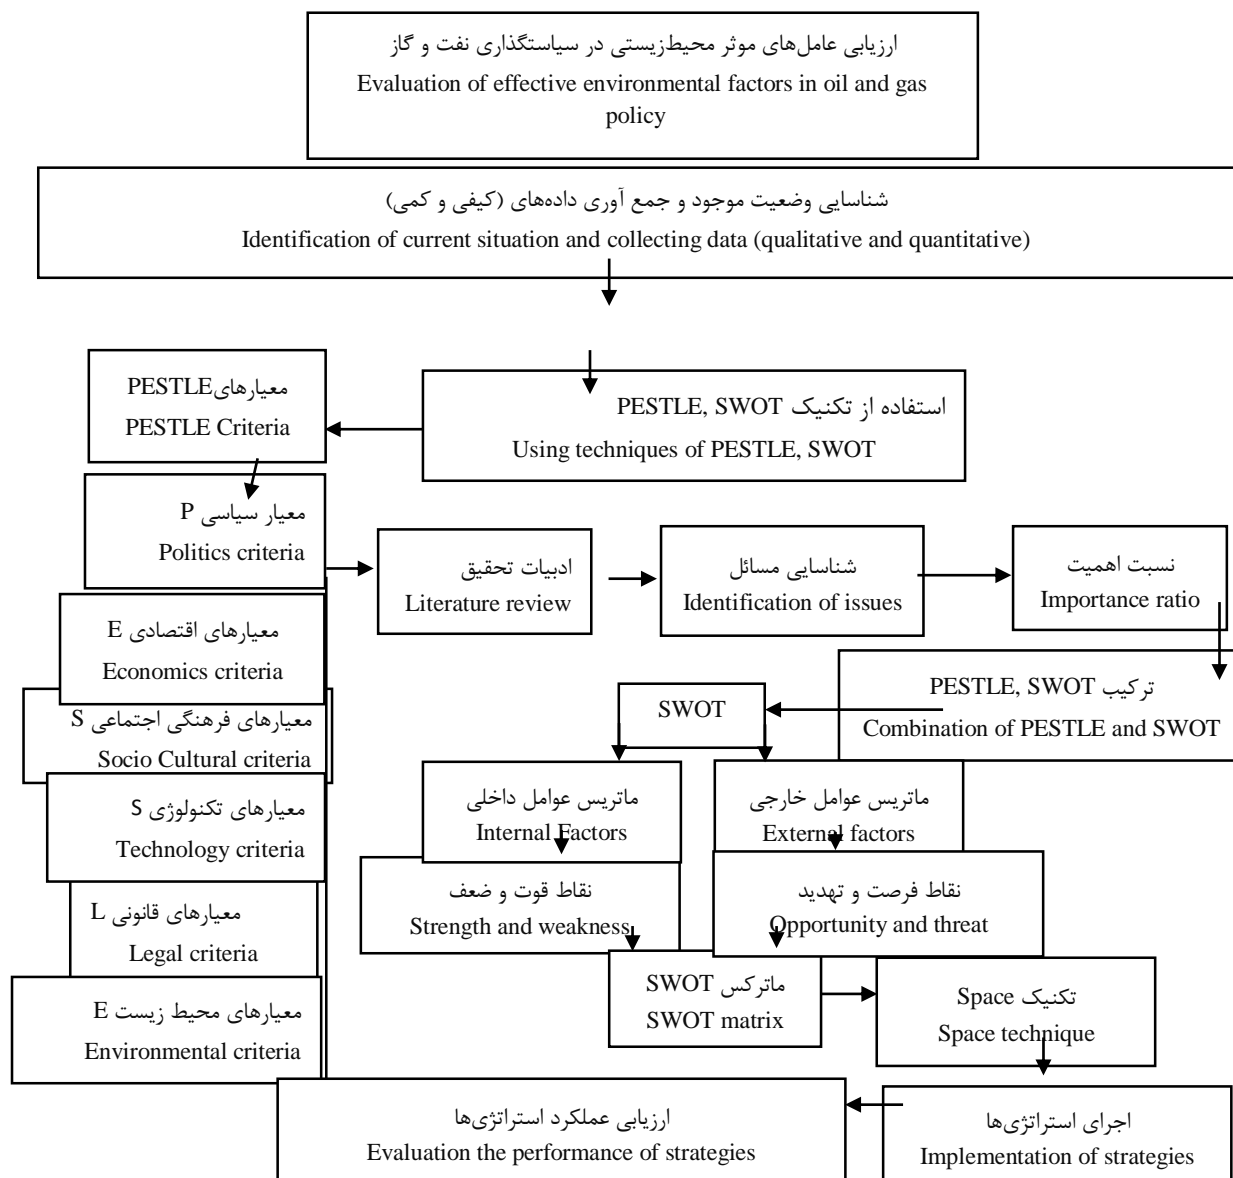 ارزیابی عامل‌های موثر محیط‌زیستی در سیاستگذاری نفت و گاز
Evaluation of effective environmental factors in oil and gas
policy
شناسایی وضعیت موجود و جمع آوری داده‌های (کیفی و کمی)
Identification of current situation and collecting data (qualitative and quantitative)
معیارهای PESTLE
PESTLE Criteria
استفاده از تکنیک PESTLE, SWOT
Using techniques of PESTLE, SWOT
معیار سیاسی P
Politics criteria
ادبیات تحقیق
Literature review
شناسایی مسائل
Identification of issues
نسبت اهمیت
Importance ratio
معیارهای اقتصادی E
Economics criteria
معیارهای فرهنگی اجتماعی S
Socio Cultural criteria
معیارهای تکنولوژی S
Technology criteria
معیارهای قانونی L
Legal criteria
معیارهای محیط زیست E
Environmental criteria
ترکیب PESTLE, SWOT
Combination of PESTLE and SWOT
SWOT
ماتریس عوامل خارجی
External factors
ماتریس عوامل داخلی
Internal Factors
نقاط فرصت و تهدید
Opportunity and threat
نقاط قوت و ضعف
Strength and weakness
ماترکس SWOT
SWOT matrix
تکنیک Space
Space technique
اجرای استراتژی‌ها
Implementation of strategies
ارزیابی عملکرد استراتژی‌ها
Evaluation the performance of strategies